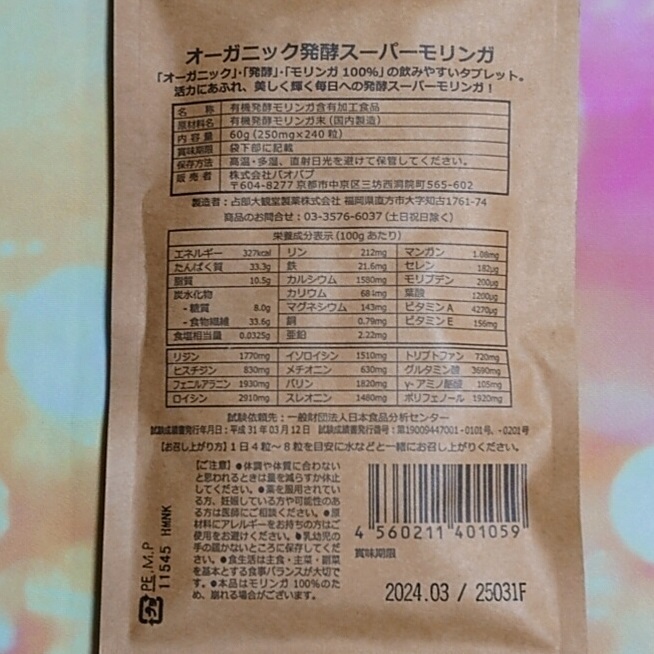 オーガニック発酵スーパーモリンガ
「オーガニック」・「発酵」・「モリンガ 100%」の飲みやすいタブレット。
活力にあふれ、美しく輝く毎日への発酵スーパーモリンガ！
名　称 有機発酵モリンガ含有加工食品
原材料名 有機発酵モリンガ末（国内製造）
内容量 60g (250mg×240 粒)
賞味期限 袋下部に記載
保存方法 高温・多湿、直射日光を避けて保管してください。
販売者 株式会社バオバブ
〒604-8277 京都市中京区三坊西洞院町565-602
製造者：占部大観堂製薬株式会社 福岡県直方市大字知古1761-74
商品のお問合せ：03-3576-6037 (土日祝日除く)
栄養成分表示 (100g あたり)
エネルギー 327kcal リン 212mg マンガン 1.08mg
たんぱく質 33.3g 鉄 21.6mg セレン 182μg
脂質 10.5g カルシウム 1580mg モリブデン 200μg
炭水化物 カリウム 葉酸 1200μg
- 糖質 8.0g マグネシウム 143mg ビタミンA 4270μg
- 食物繊維 33.6g 銅 0.79mg ビタミンE 156mg
食塩相当量 0.0325g 亜鉛 2.22mg
リジン 1770mg イソロイシン 1510mg トリプトファン 720mg
ヒスチジン 830mg メチオニン 630mg グルタミン酸 3690mg
フェニルアラニン 1930mg バリン 1820mg γ-アミノ酪酸 105mg
ロイシン 2910mg スレオニン 1480mg ポリフェノール 1920mg
試験依頼先：一般財団法人日本食品分析センター
試験成績書発行年月日：平成 31 年 03 月 12 日 試験成績書発行番号：第19009447001-0101号、-0201号
【お召し上がり方】1日4粒～8粒を目安に水などと一緒にお召し上がりください。
【ご注意】●体調や体質に合わない
と思われるときは量を減らすか休止
してください。●薬を服用されてい
る方、妊娠している方や可能性のあ
る方は医師にご相談ください。●原
材料にアレルギーをお持ちの方はご
使用をお避けください。●乳幼児の
手の届かないところに保存してくだ
さい。●食生活は主食・主菜・副菜
を基本とする食事バランスが大切で
す。●本品はモリンガ 100%のた
め、崩れる場合がございます。
4 560211 401059
賞味期限
2024.03 / 25031F
PE.M.P
11545 HMNK